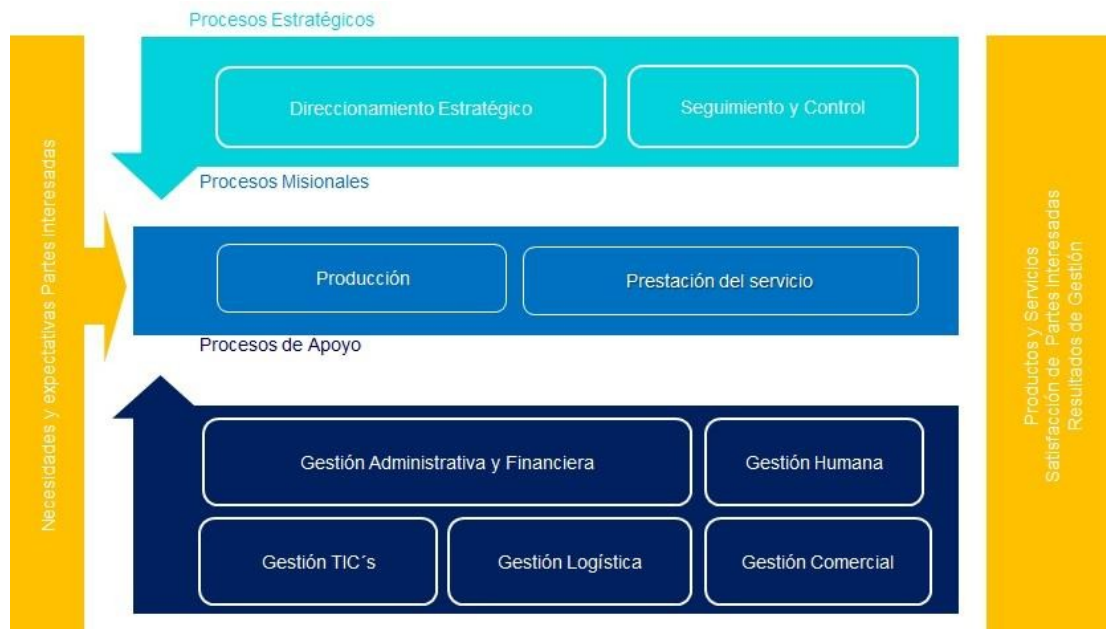 Procesos Estratégicos
Direccionamiento Estratégico
Seguimiento y Control
Necesidades y expectativas Partes Interesadas
Procesos Misionales
Producción
Prestación del servicio
Procesos de Apoyo
Gestión Administrativa y Financiera
Gestión Humana
Gestión TIC´s
Gestión Logística
Gestión Comercial
Productos y Servicios
Satisfacción de Partes Interesadas
Resultados de Gestión